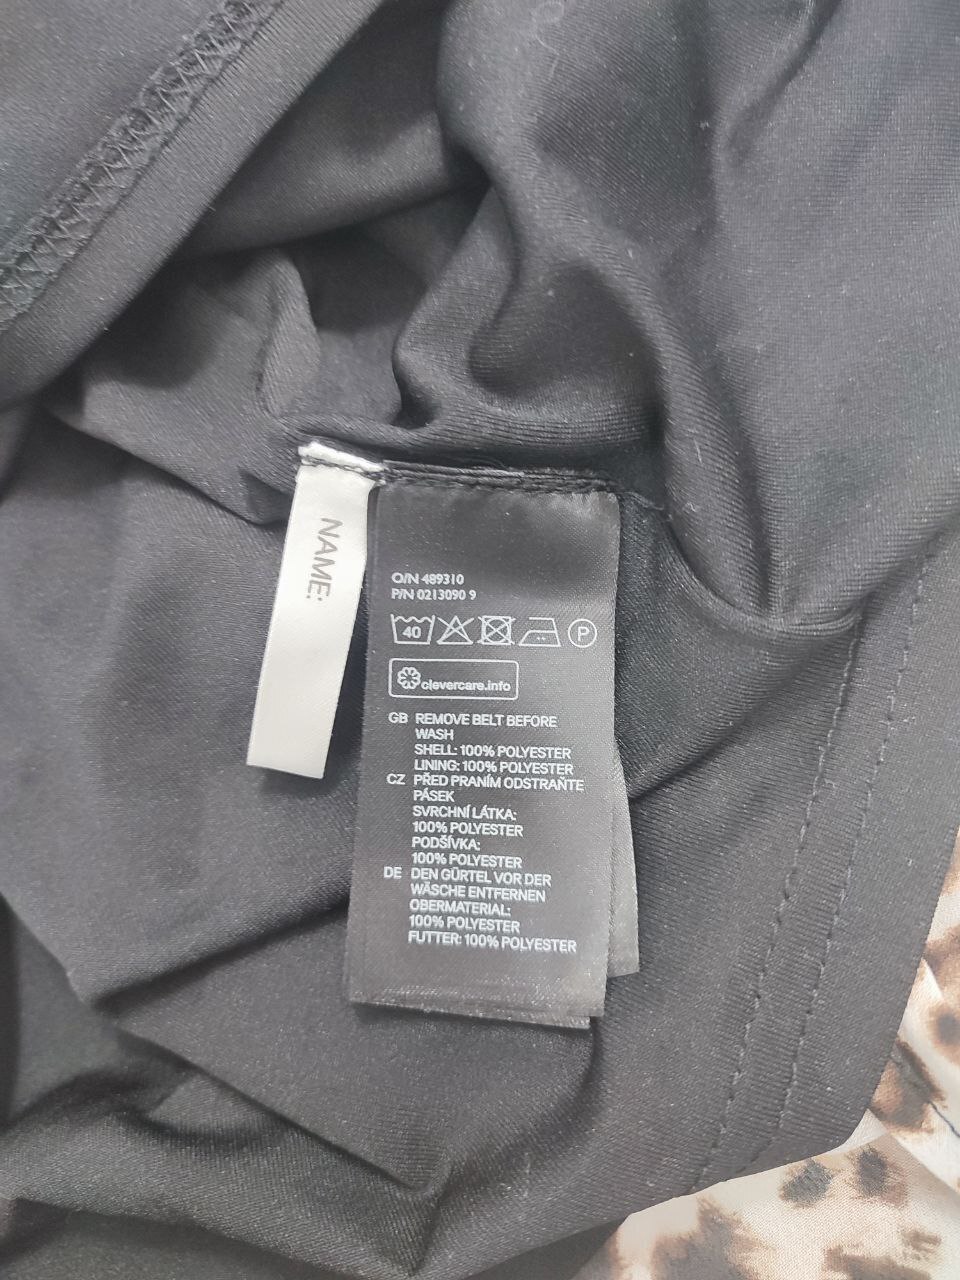 NAME:
O/N 489310
P/N 0213090 9
40 P
clevercare.info
GB REMOVE BELT BEFORE
WASH
SHELL: 100% POLYESTER
LINING: 100% POLYESTER
CZ PŘED PRANÍM ODSTRAŇTE
PÁSEK
SVRCHNÍ LÁTKA:
100% POLYESTER
PODŠÍVKA:
100% POLYESTER
DE DEN GÜRTEL VOR DER
WÄSCHE ENTFERNEN
OBERMATERIAL:
100% POLYESTER
FUTTER: 100% POLYESTER